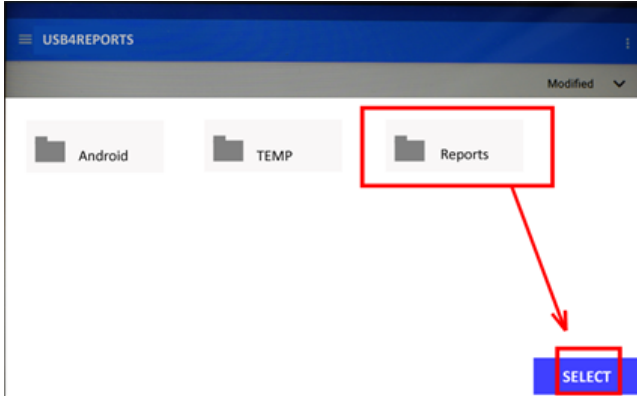 USB4REPORTS
Modified
Android
TEMP
Reports
SELECT